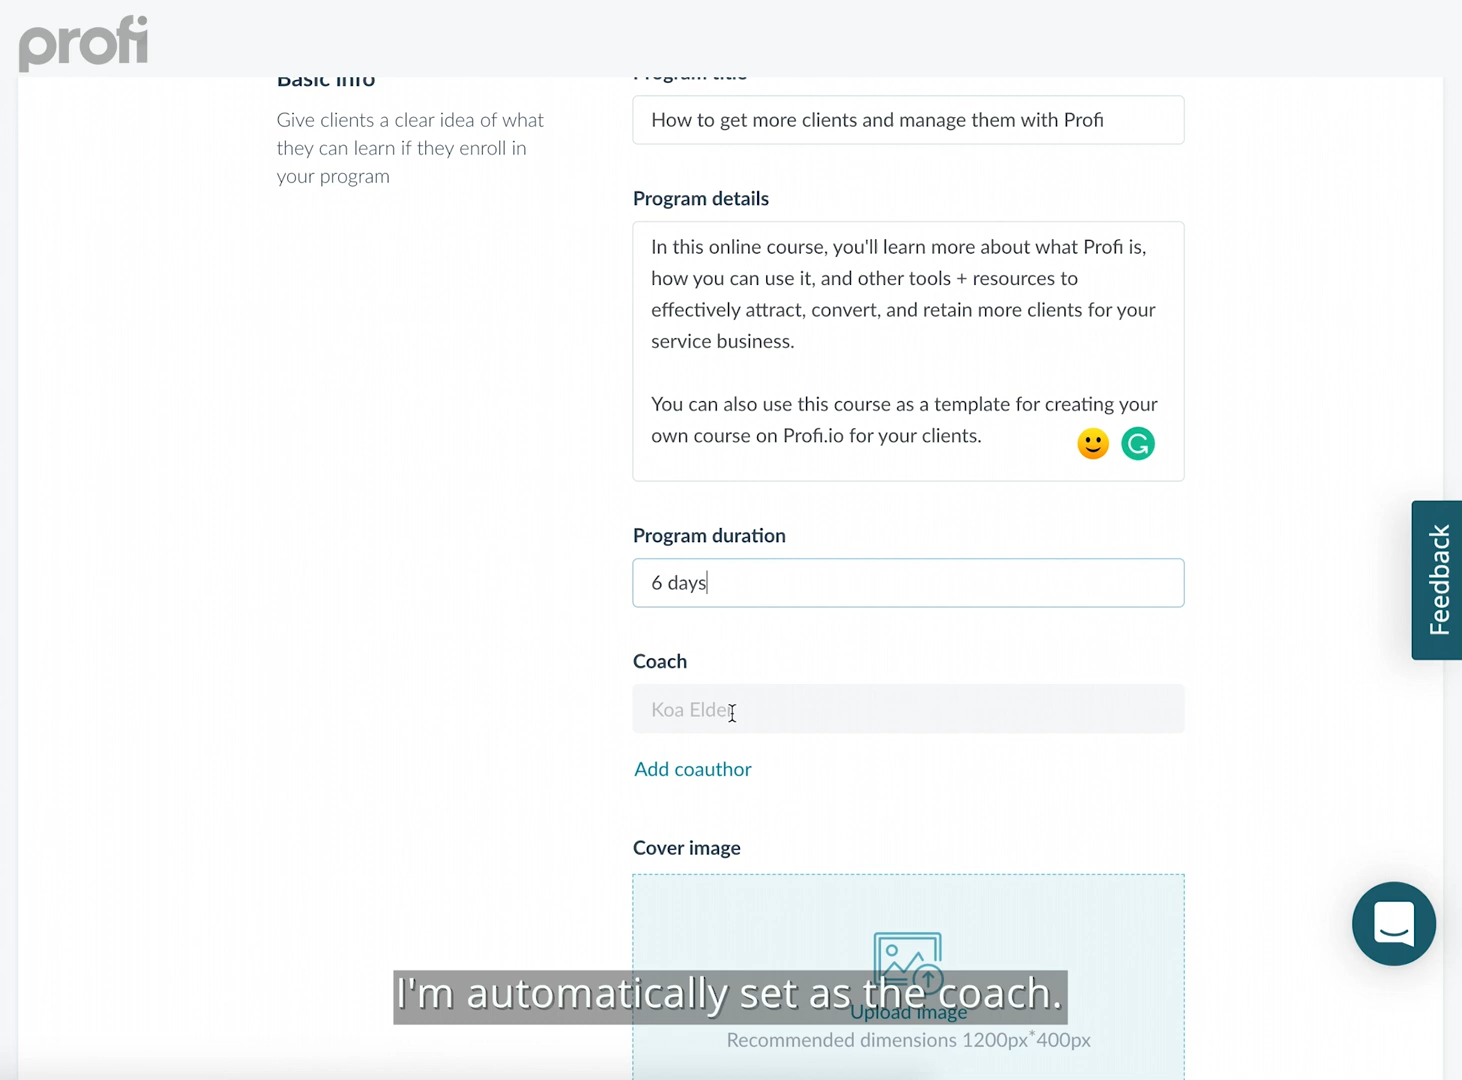 profi
Basic info
Give clients a clear idea of what
they can learn if they enroll in
your program
Program title
How to get more clients and manage them with Profi
Program details
In this online course, you'll learn more about what Profi is,
how you can use it, and other tools + resources to
effectively attract, convert, and retain more clients for your
service business.
You can also use this course as a template for creating your
own course on Profi.io for your clients.
Program duration
6 days
Coach
Koa Elder
Add coauthor
Cover image
Upload image
Recommended dimensions 1200px*400px
I'm automatically set as the coach.
Feedback